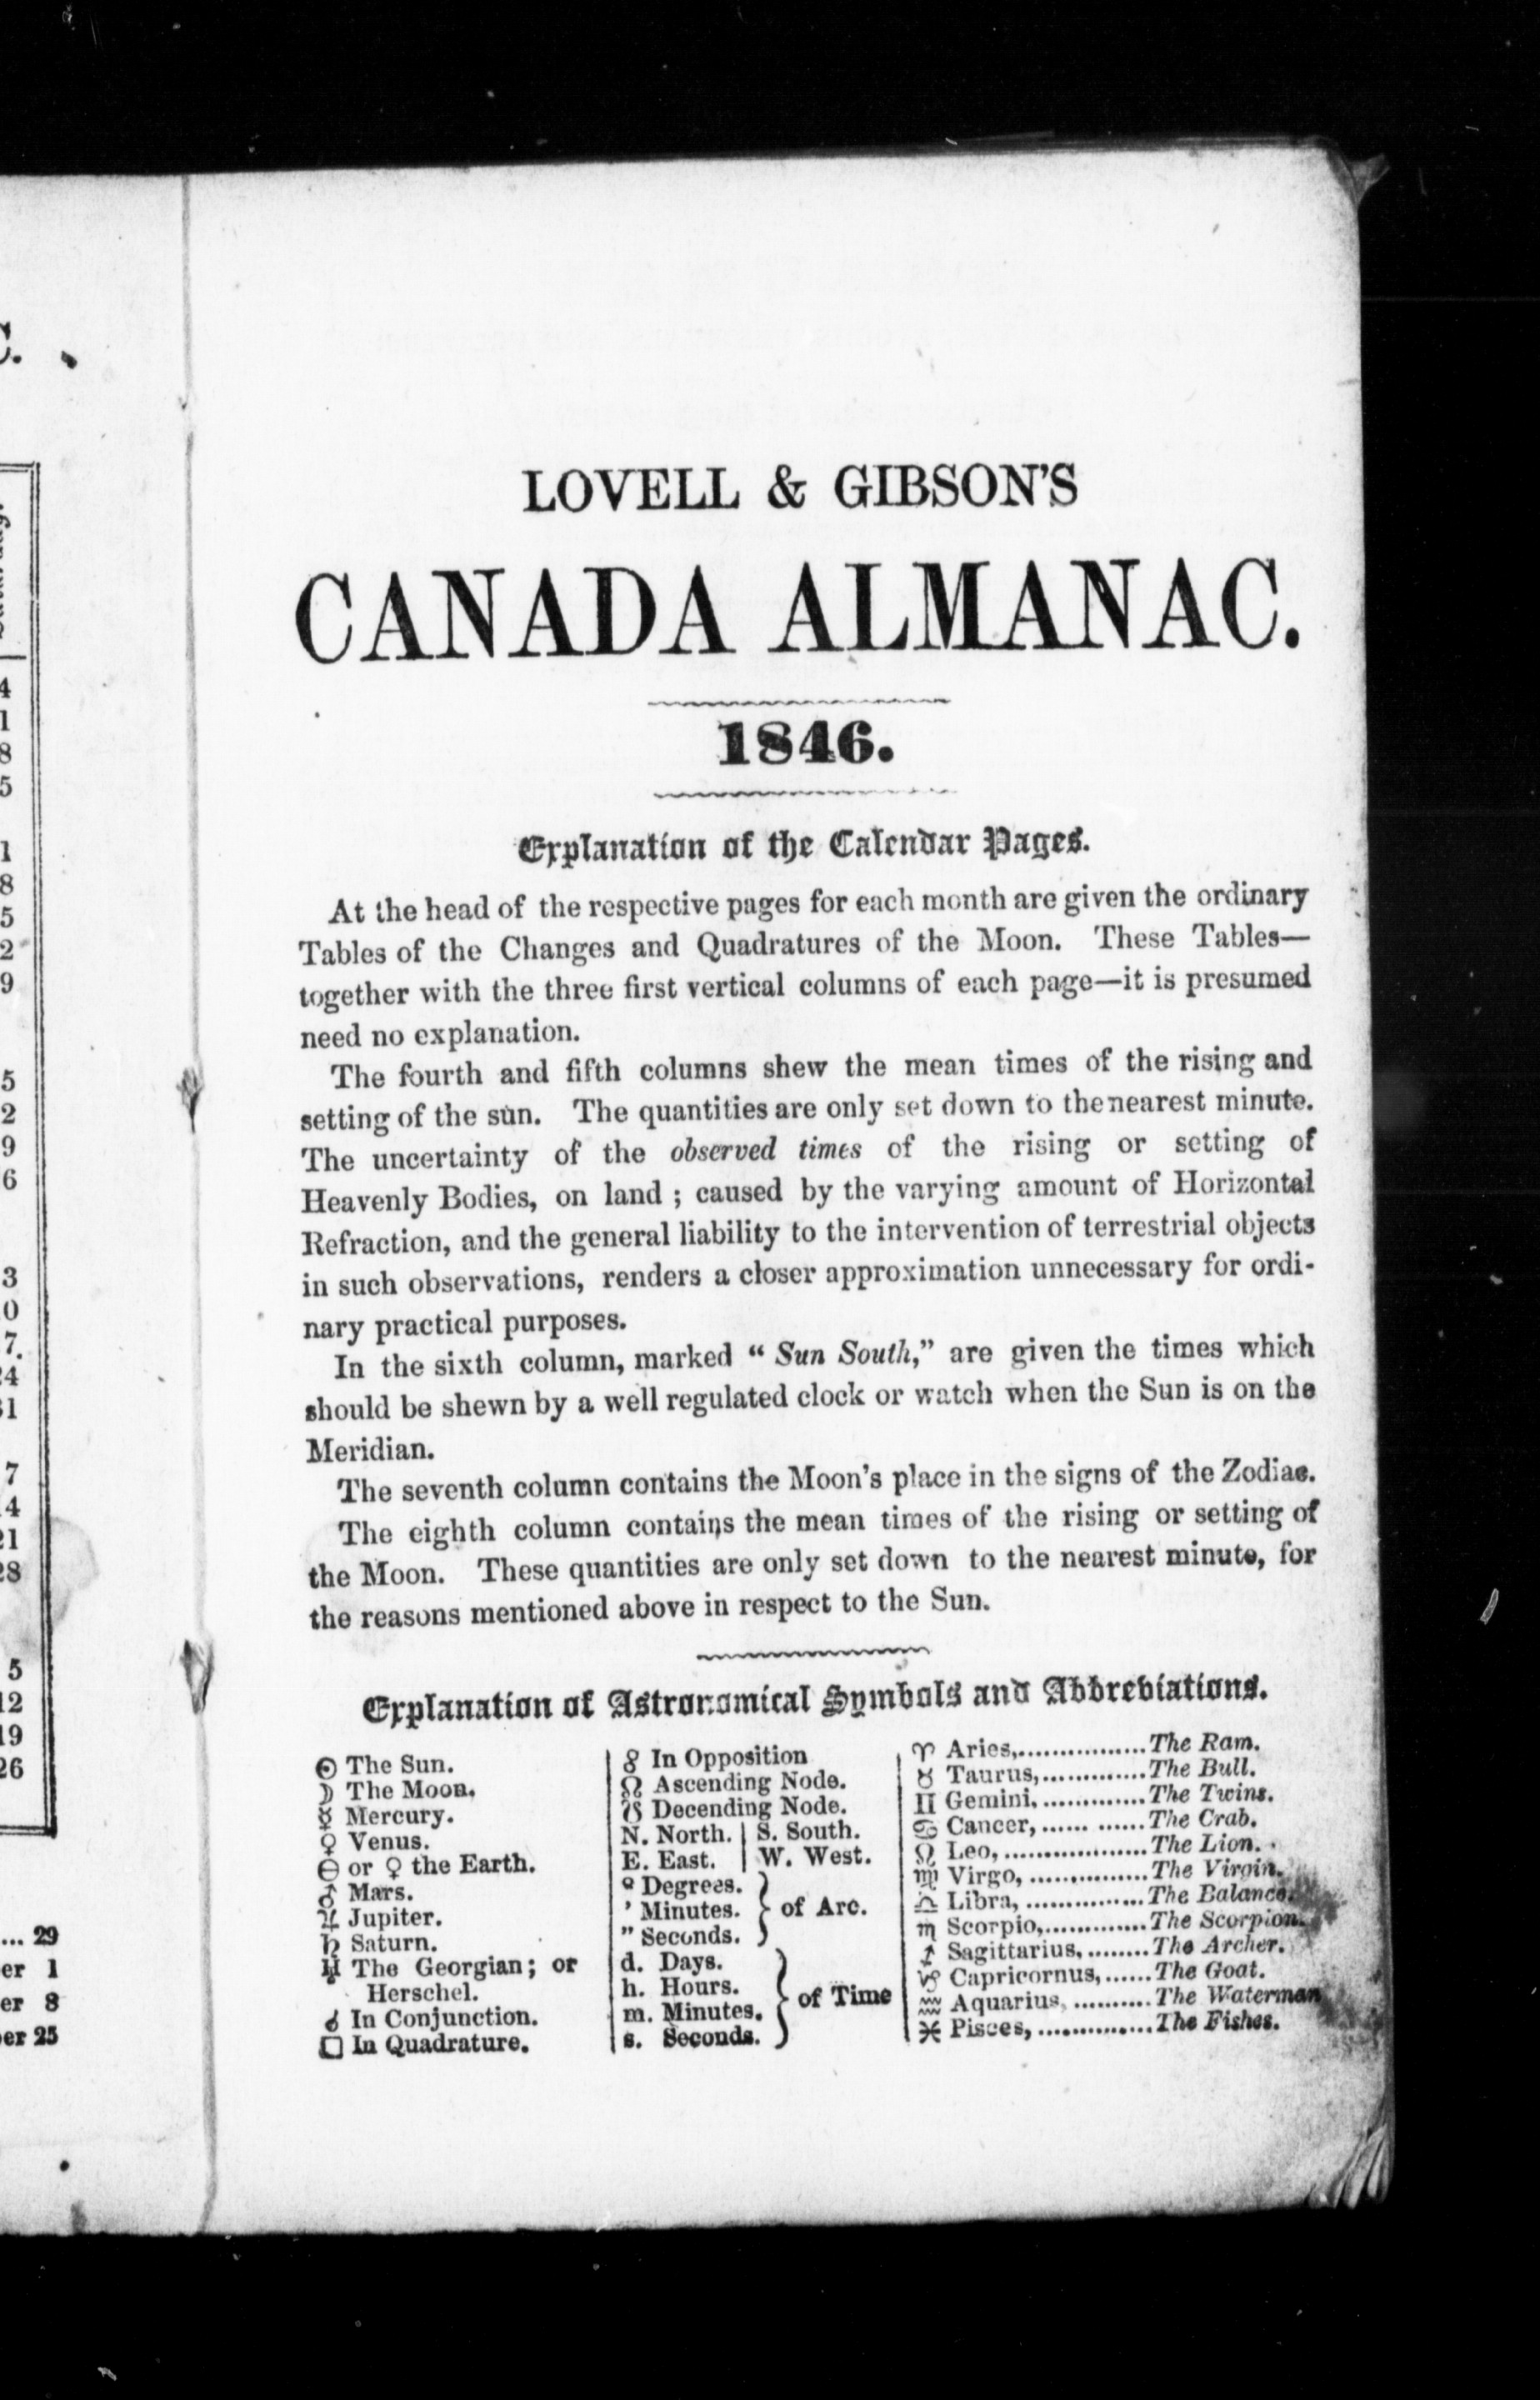 LOVELL & GIBSON'S
CANADA ALMANAC.
1846.
Explanation of the Calendar Pages.
At the head of the respective pages for each month are given the ordinary
Tables of the Changes and Quadratures of the Moon. These Tables—
together with the three first vertical columns of each page—it is presumed
need no explanation.
The fourth and fifth columns shew the mean times of the rising and
setting of the sun. The quantities are only set down to the nearest minute.
The uncertainty of the observed times of the rising or setting of
Heavenly Bodies, on land ; caused by the varying amount of Horizontal
Refraction, and the general liability to the intervention of terrestrial objects
in such observations, renders a closer approximation unnecessary for ordi-
nary practical purposes.
In the sixth column, marked “ Sun South,” are given the times which
should be shewn by a well regulated clock or watch when the Sun is on the
Meridian.
The seventh column contains the Moon's place in the signs of the Zodiac.
The eighth column contains the mean times of the rising or setting of
the Moon. These quantities are only set down to the nearest minute, for
the reasons mentioned above in respect to the Sun.
Explanation of Astronomical Symbols and Abbreviations.
☉ The Sun.
☽ The Moon.
☿ Mercury.
♀ Venus.
⊖ or ♀ the Earth.
♂ Mars.
♃ Jupiter.
♄ Saturn.
♅ The Georgian; or
Herschel.
☌ In Conjunction.
□ In Quadrature.
☍ In Opposition
☊ Ascending Node.
☋ Decending Node.
N. North. | S. South.
E. East. | W. West.
° Degrees.
' Minutes. } of Arc.
" Seconds.
d. Days.
h. Hours.
m. Minutes. } of Time
s. Seconds.
♈ Aries,................The Ram.
♉ Taurus,.............The Bull.
♊ Gemini,.............The Twins.
♋ Cancer,...... ......The Crab.
♌ Leo,..................The Lion.
♍ Virgo, ...............The Virgin.
♎ Libra, ...............The Balance.
♏ Scorpio,.............The Scorpion.
♐ Sagittarius,........The Archer.
♑ Capricornus,......The Goat.
♒ Aquarius, ..........The Waterman
♓ Pisces, ..............The Fishes.